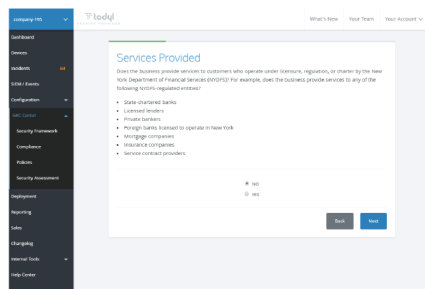 company 190
todyl
What's New
Your Team
Your Account
Dashboard
Devices
Incidents 64
SIEM / Events
Configuration
GRC Center
Security Framework
Compliance
Policies
Security Assessment
Deployment
Reporting
Sales
Changelog
Internal Tools
Help Center
Services Provided
Does the business provide services to customers who operate under licensure, regulation, or charter by the New
York Department of Financial Services (NYDFS)? For example, does the business provide services to any of the
following NYDFS-regulated entities?
• State-chartered banks
• Licensed lenders
• Private bankers
• Foreign banks licensed to operate in New York
• Mortgage companies
• Insurance companies
• Service contract providers
NO
YES
Back
Next